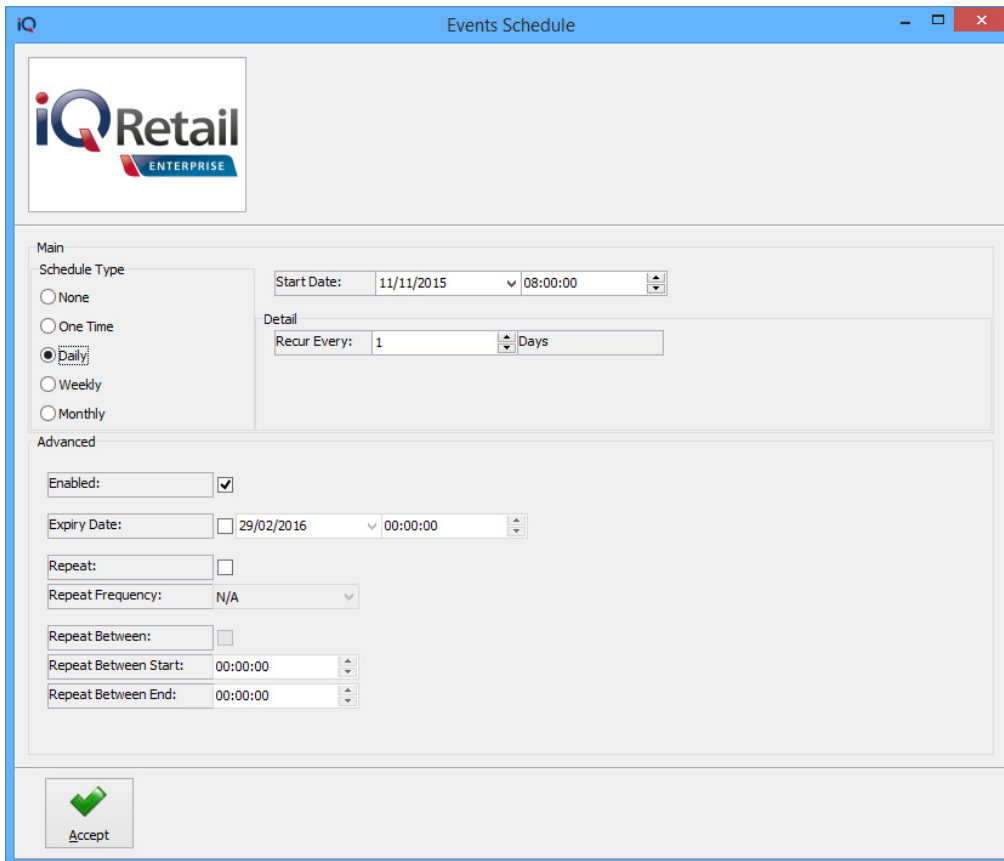 iQ Events Schedule
iQ Retail
ENTERPRISE
Main
Schedule Type
None
One Time
Daily
Weekly
Monthly
Start Date: 11/11/2015 08:00:00
Detail
Recur Every: 1 Days
Advanced
Enabled:
Expiry Date: 29/02/2016 00:00:00
Repeat:
Repeat Frequency: N/A
Repeat Between:
Repeat Between Start: 00:00:00
Repeat Between End: 00:00:00
Accept